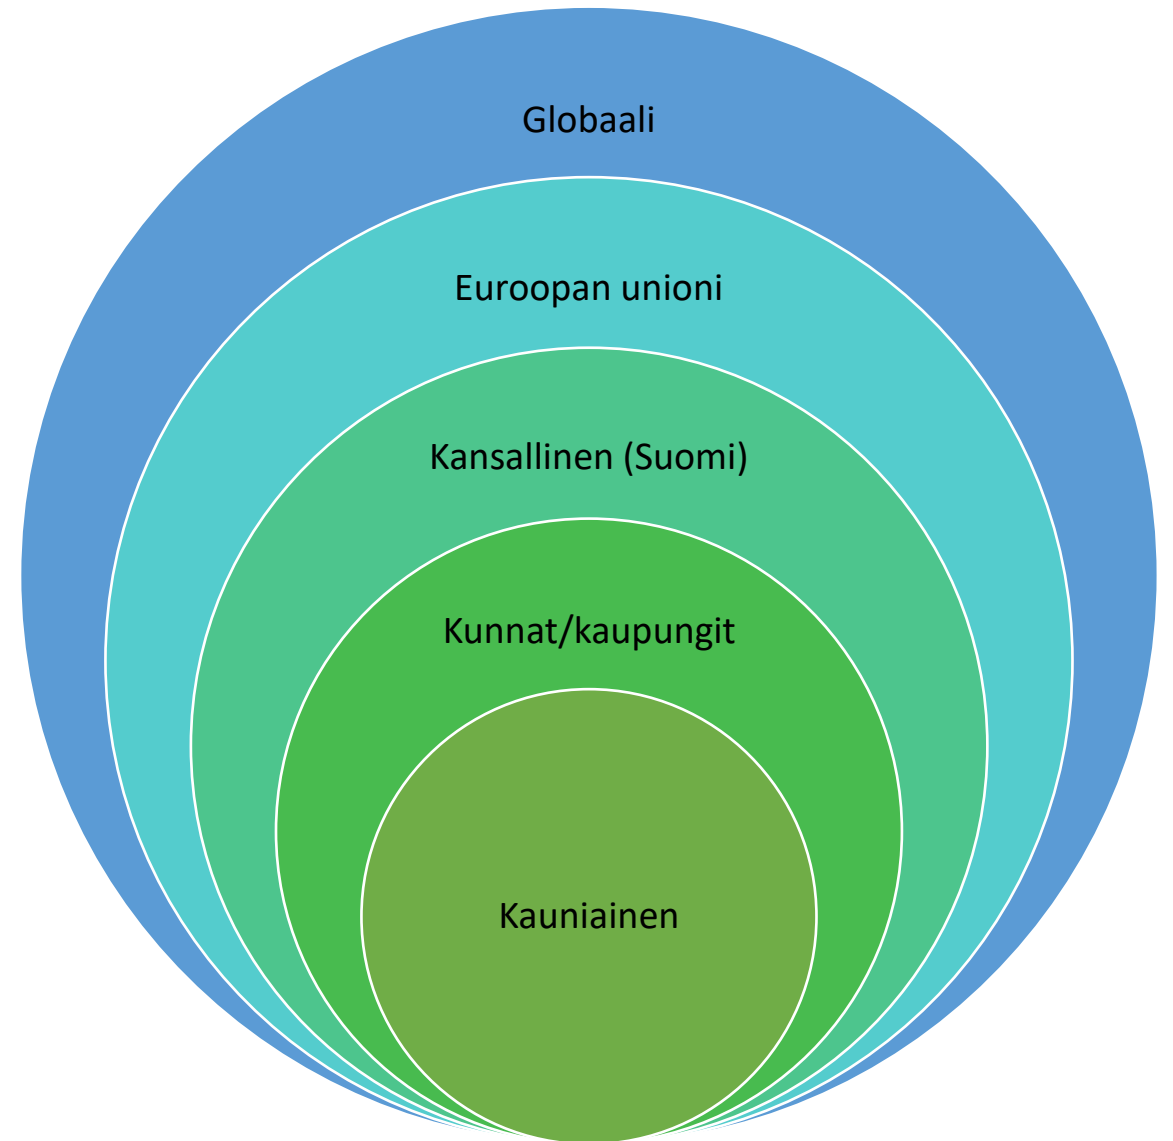 Globaali
Euroopan unioni
Kansallinen (Suomi)
Kunnat/kaupungit
Kauniainen